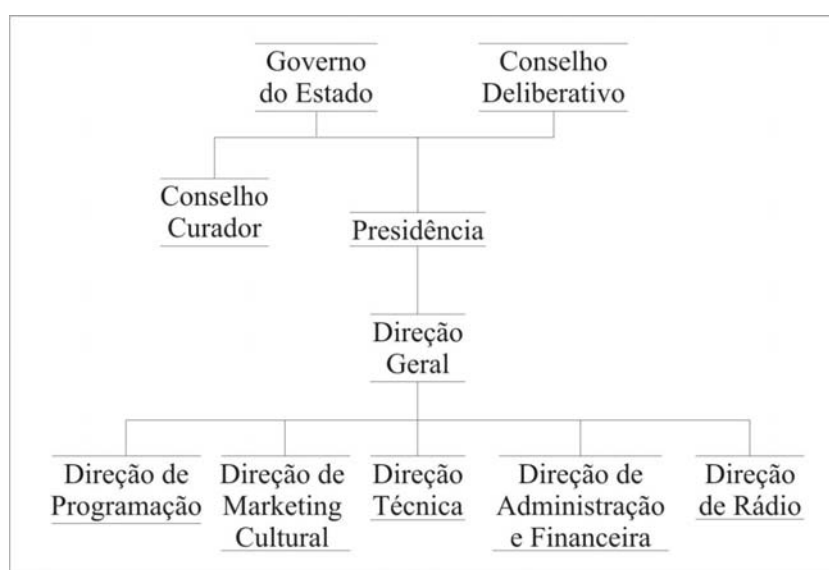 Governo
do Estado
Conselho
Deliberativo
Conselho
Curador
Presidência
Direção
Geral
Direção de
Programação
Direção de
Marketing
Cultural
Direção
Técnica
Direção de
Administração
e Financeira
Direção
de Rádio